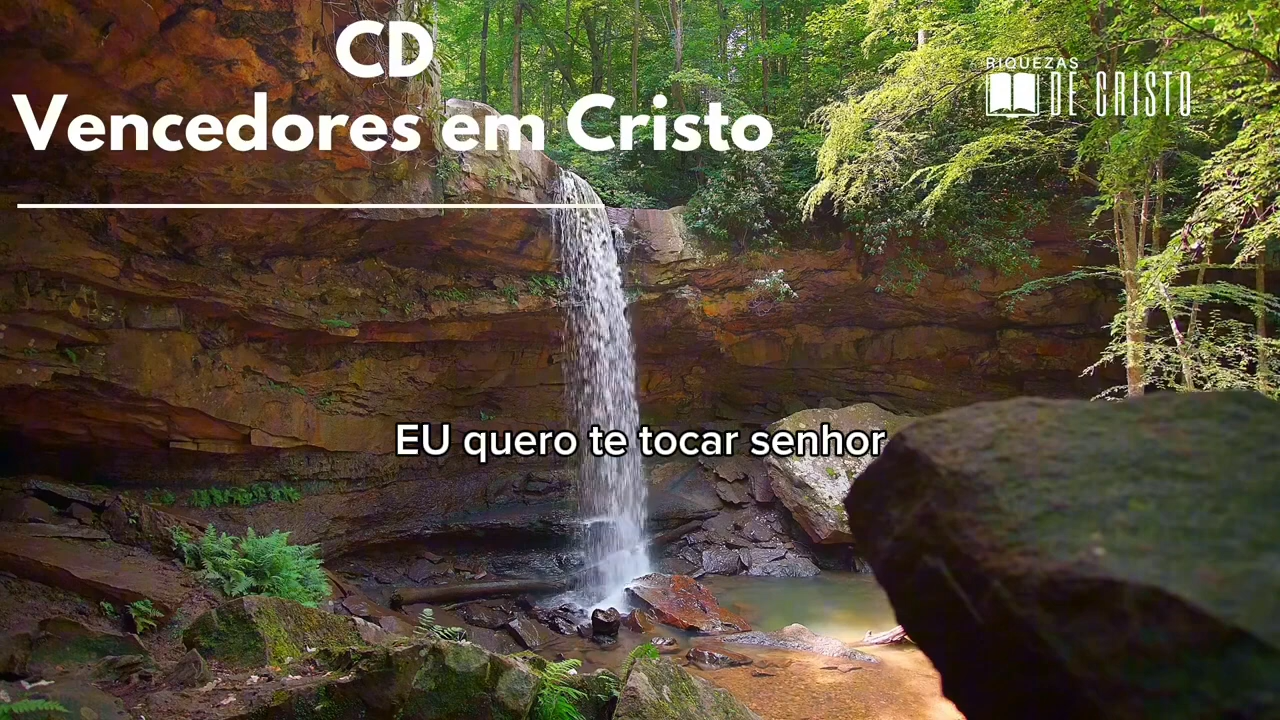 CD
Vencedores em Cristo
RIQUEZAS
DE CRISTO
EU quero te tocar senhor